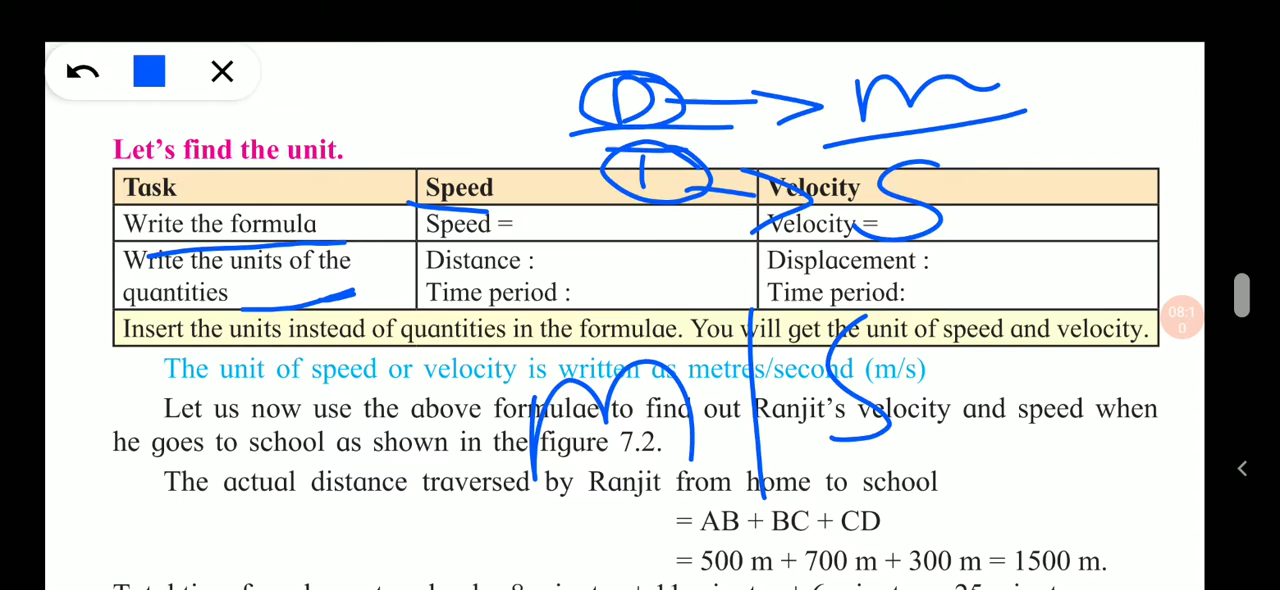 D m
Let's find the unit.
T S
Task Speed Velocity
Write the formula Speed = Velocity =
Write the units of the quantities Distance : Time period : Displacement : Time period:
08:10
Insert the units instead of quantities in the formulae. You will get the unit of speed and velocity.
The unit of speed or velocity is written as metres/second (m/s)
m/s
Let us now use the above formulae to find out Ranjit's velocity and speed when
he goes to school as shown in the figure 7.2.
The actual distance traversed by Ranjit from home to school
= AB + BC + CD
= 500 m + 700 m + 300 m = 1500 m.